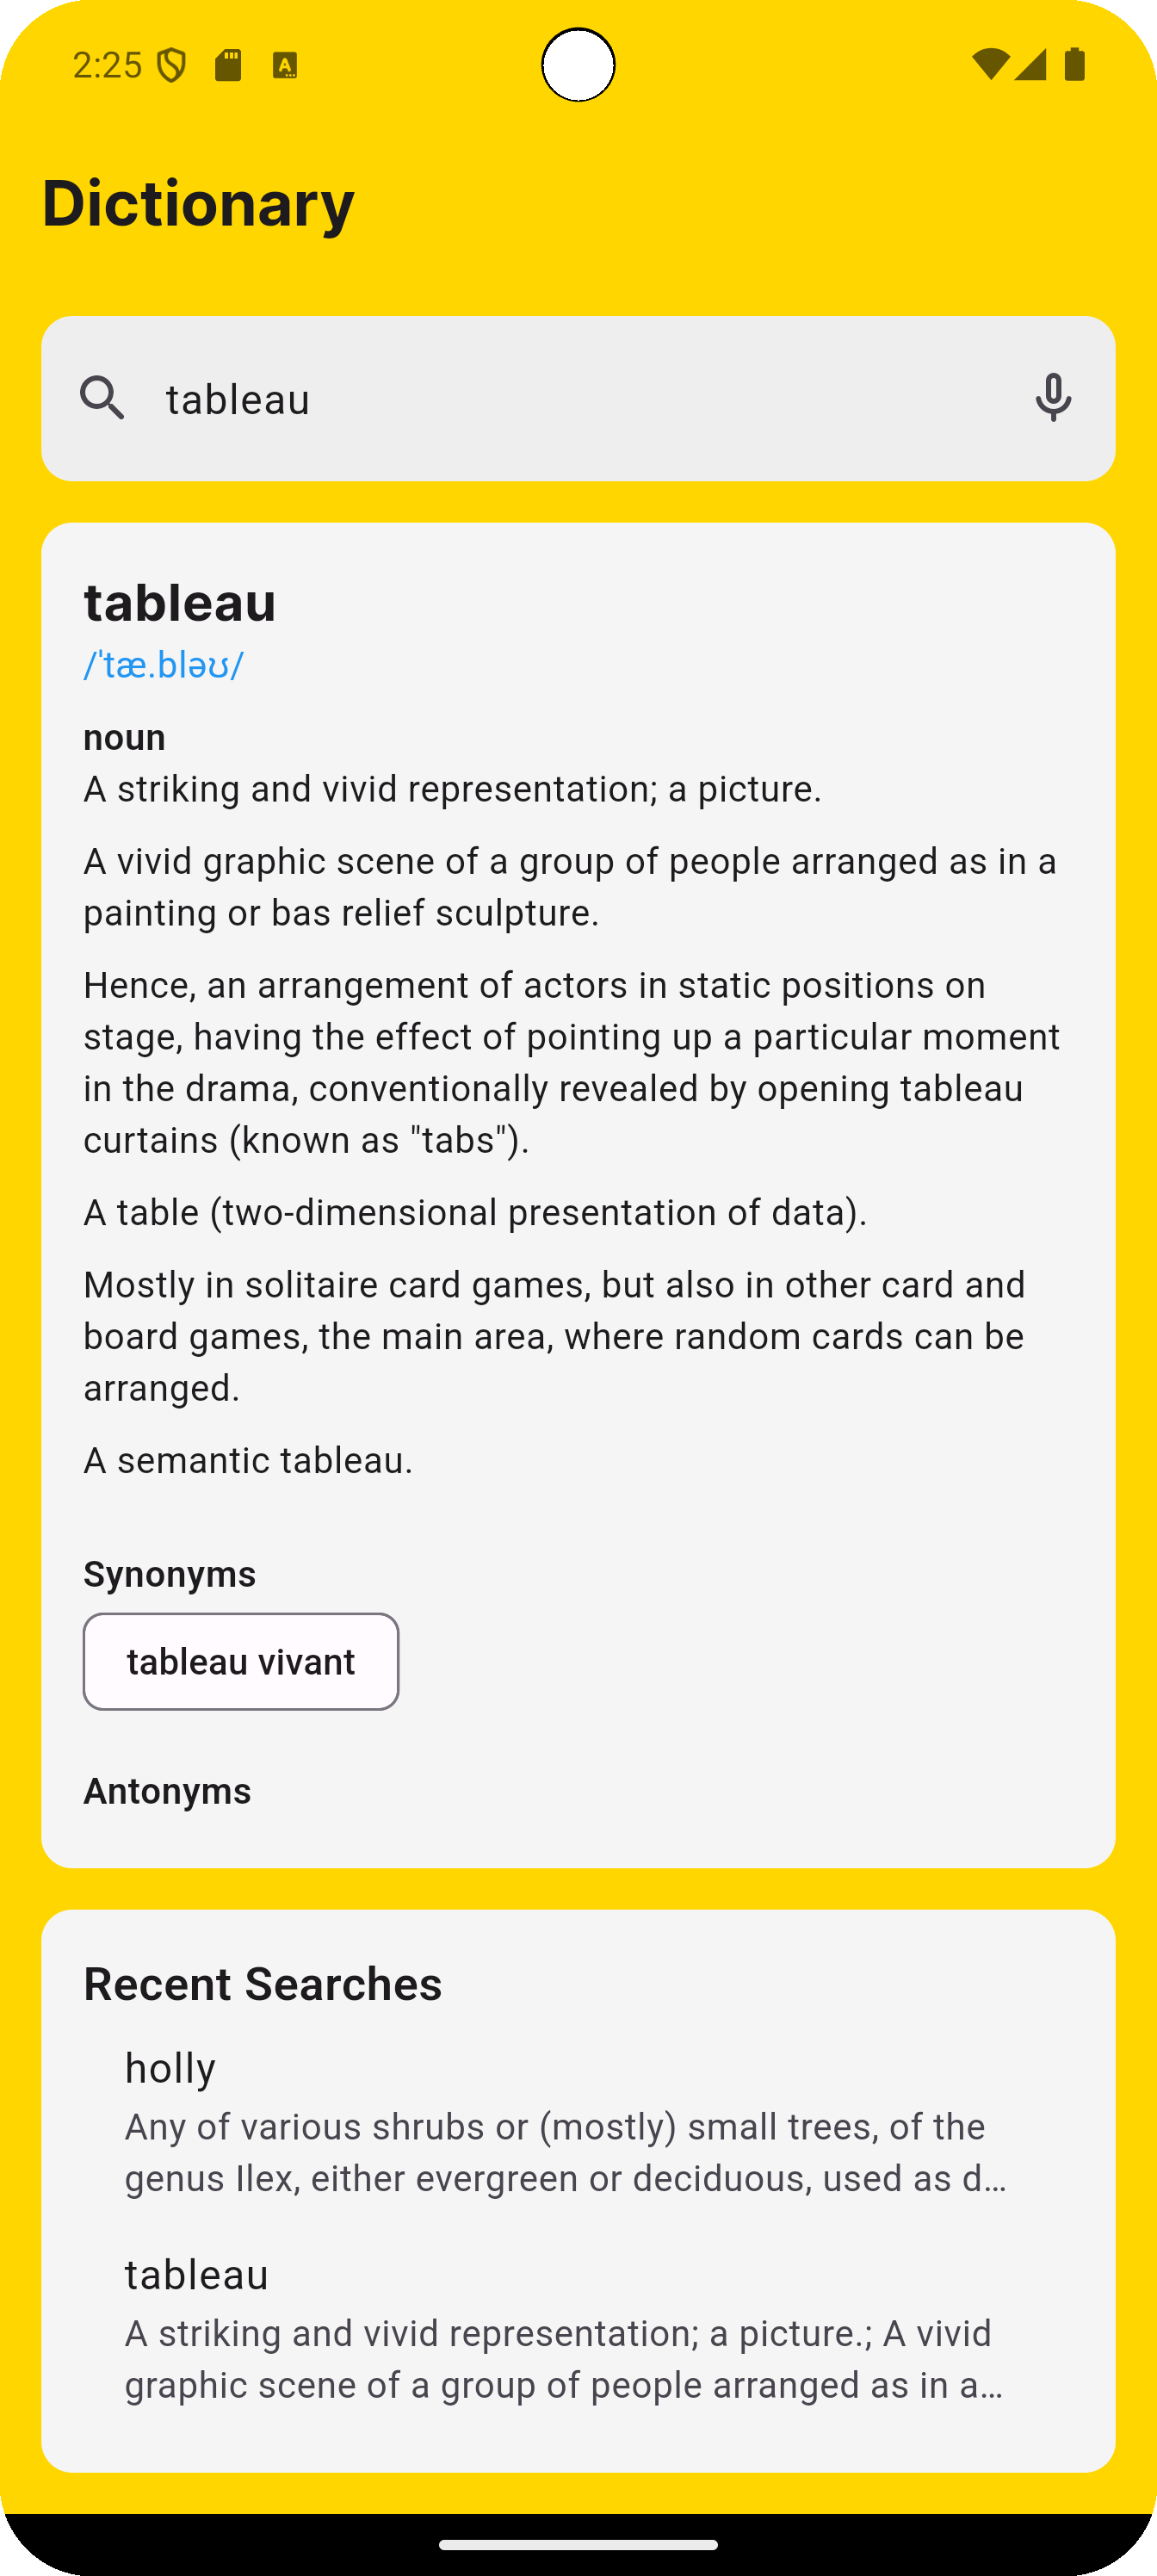 2:25
Dictionary
tableau
tableau
/ˈtæ.bləʊ/
noun
A striking and vivid representation; a picture.
A vivid graphic scene of a group of people arranged as in a
painting or bas relief sculpture.
Hence, an arrangement of actors in static positions on
stage, having the effect of pointing up a particular moment
in the drama, conventionally revealed by opening tableau
curtains (known as "tabs").
A table (two-dimensional presentation of data).
Mostly in solitaire card games, but also in other card and
board games, the main area, where random cards can be
arranged.
A semantic tableau.
Synonyms
tableau vivant
Antonyms
Recent Searches
holly
Any of various shrubs or (mostly) small trees, of the
genus Ilex, either evergreen or deciduous, used as d…
tableau
A striking and vivid representation; a picture.; A vivid
graphic scene of a group of people arranged as in a…